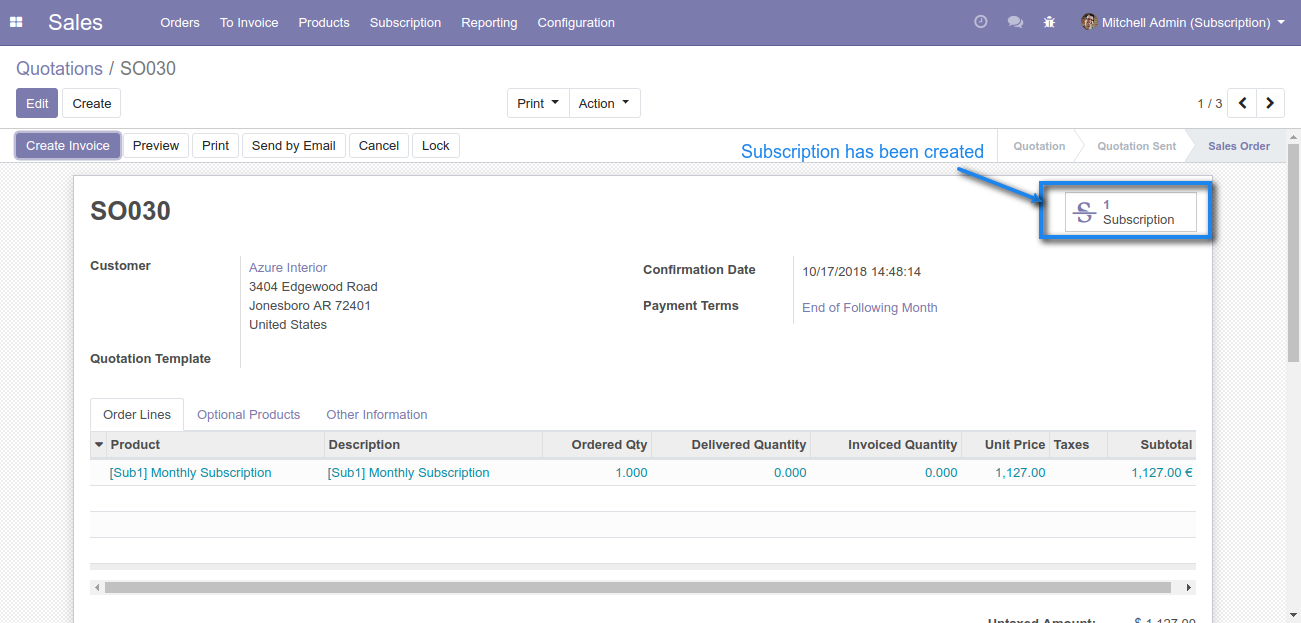 Sales Orders To Invoice Products Subscription Reporting Configuration Mitchell Admin (Subscription)
Quotations / SO030
Edit Create Print Action 1 / 3
Create Invoice Preview Print Send by Email Cancel Lock Quotation Quotation Sent Sales Order
Subscription has been created
SO030
1
Subscription
Customer
Azure Interior
3404 Edgewood Road
Jonesboro AR 72401
United States
Confirmation Date 10/17/2018 14:48:14
Payment Terms End of Following Month
Quotation Template
Order Lines Optional Products Other Information
Product Description Ordered Qty Delivered Quantity Invoiced Quantity Unit Price Taxes Subtotal
[Sub1] Monthly Subscription [Sub1] Monthly Subscription 1.000 0.000 0.000 1,127.00 1,127.00 €
Untaxed Amount: $ 1,127.00